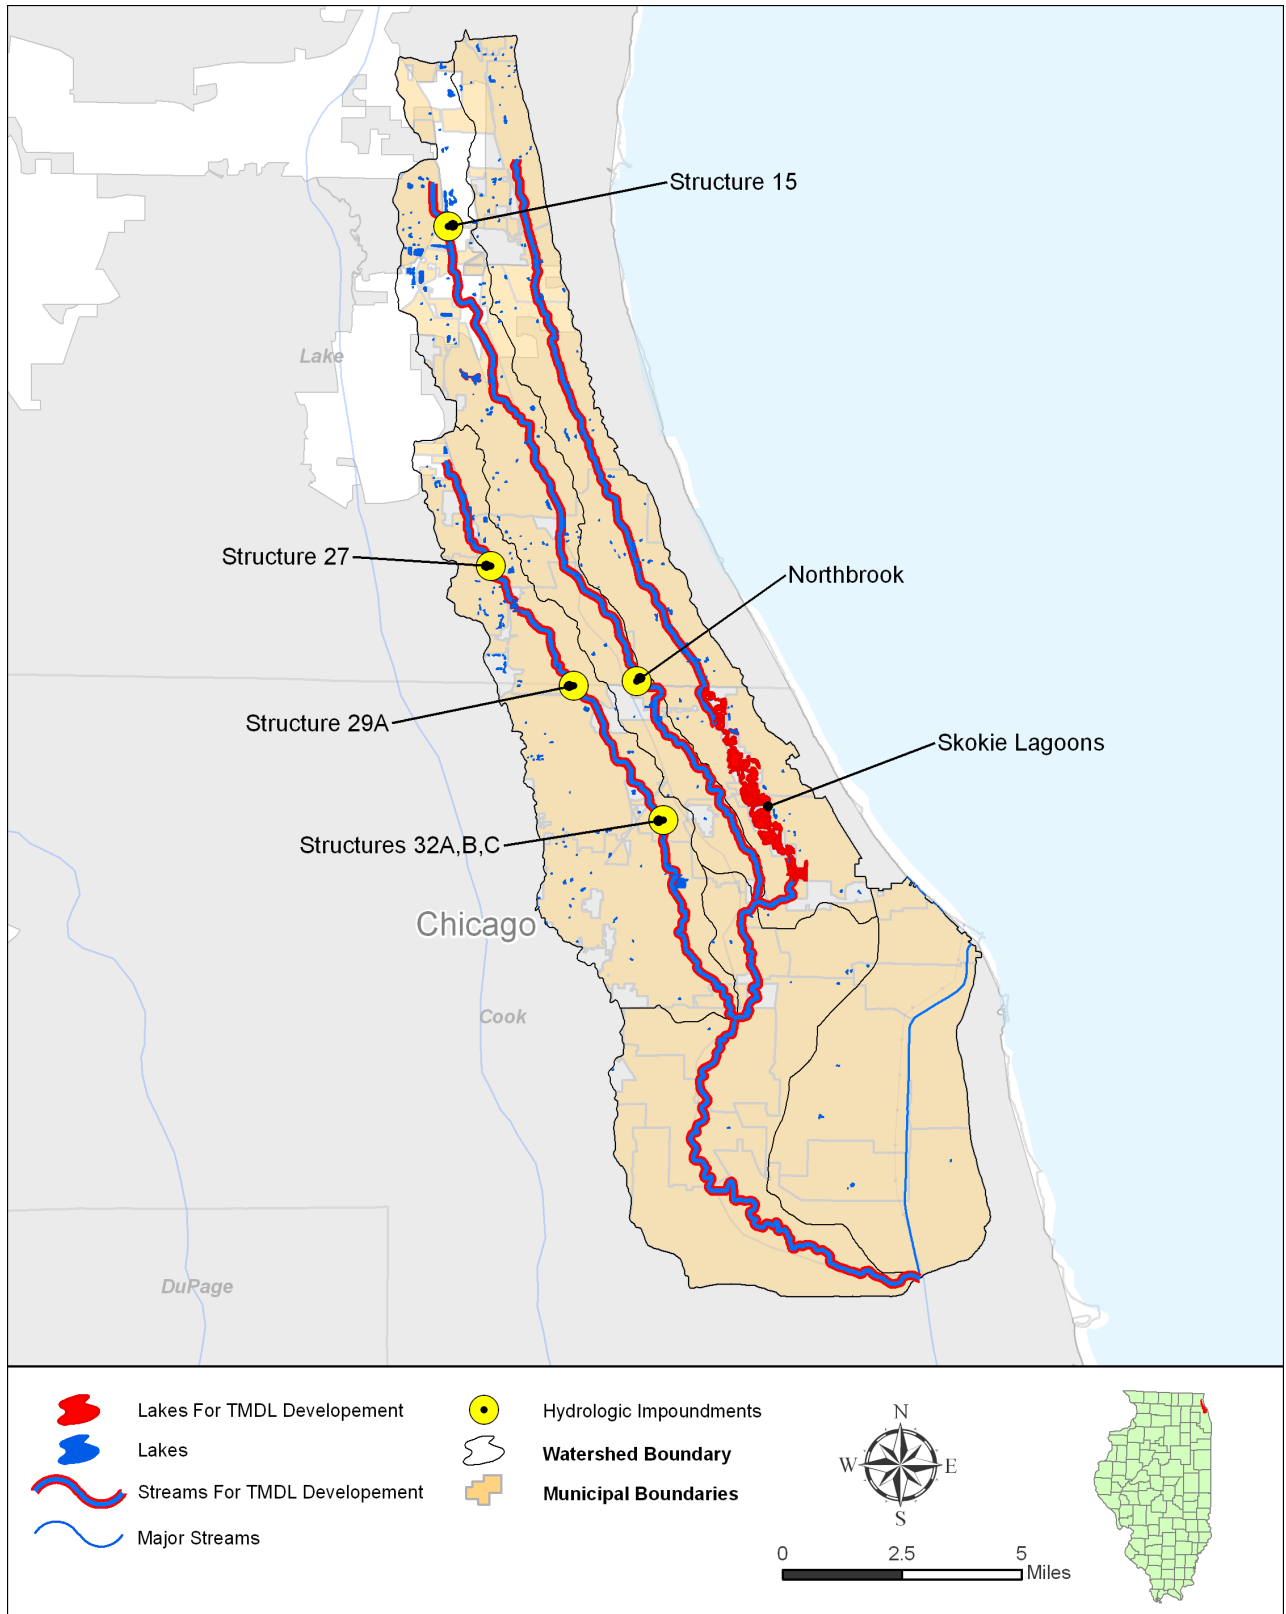 Structure 15
Lake
Structure 27
Northbrook
Structure 29A
Skokie Lagoons
Structures 32A,B,C
Chicago
Cook
DuPage
Lakes For TMDL Developement
Lakes
Streams For TMDL Developement
Major Streams
Hydrologic Impoundments
Watershed Boundary
Municipal Boundaries
N
W E
S
0 2.5 5
Miles